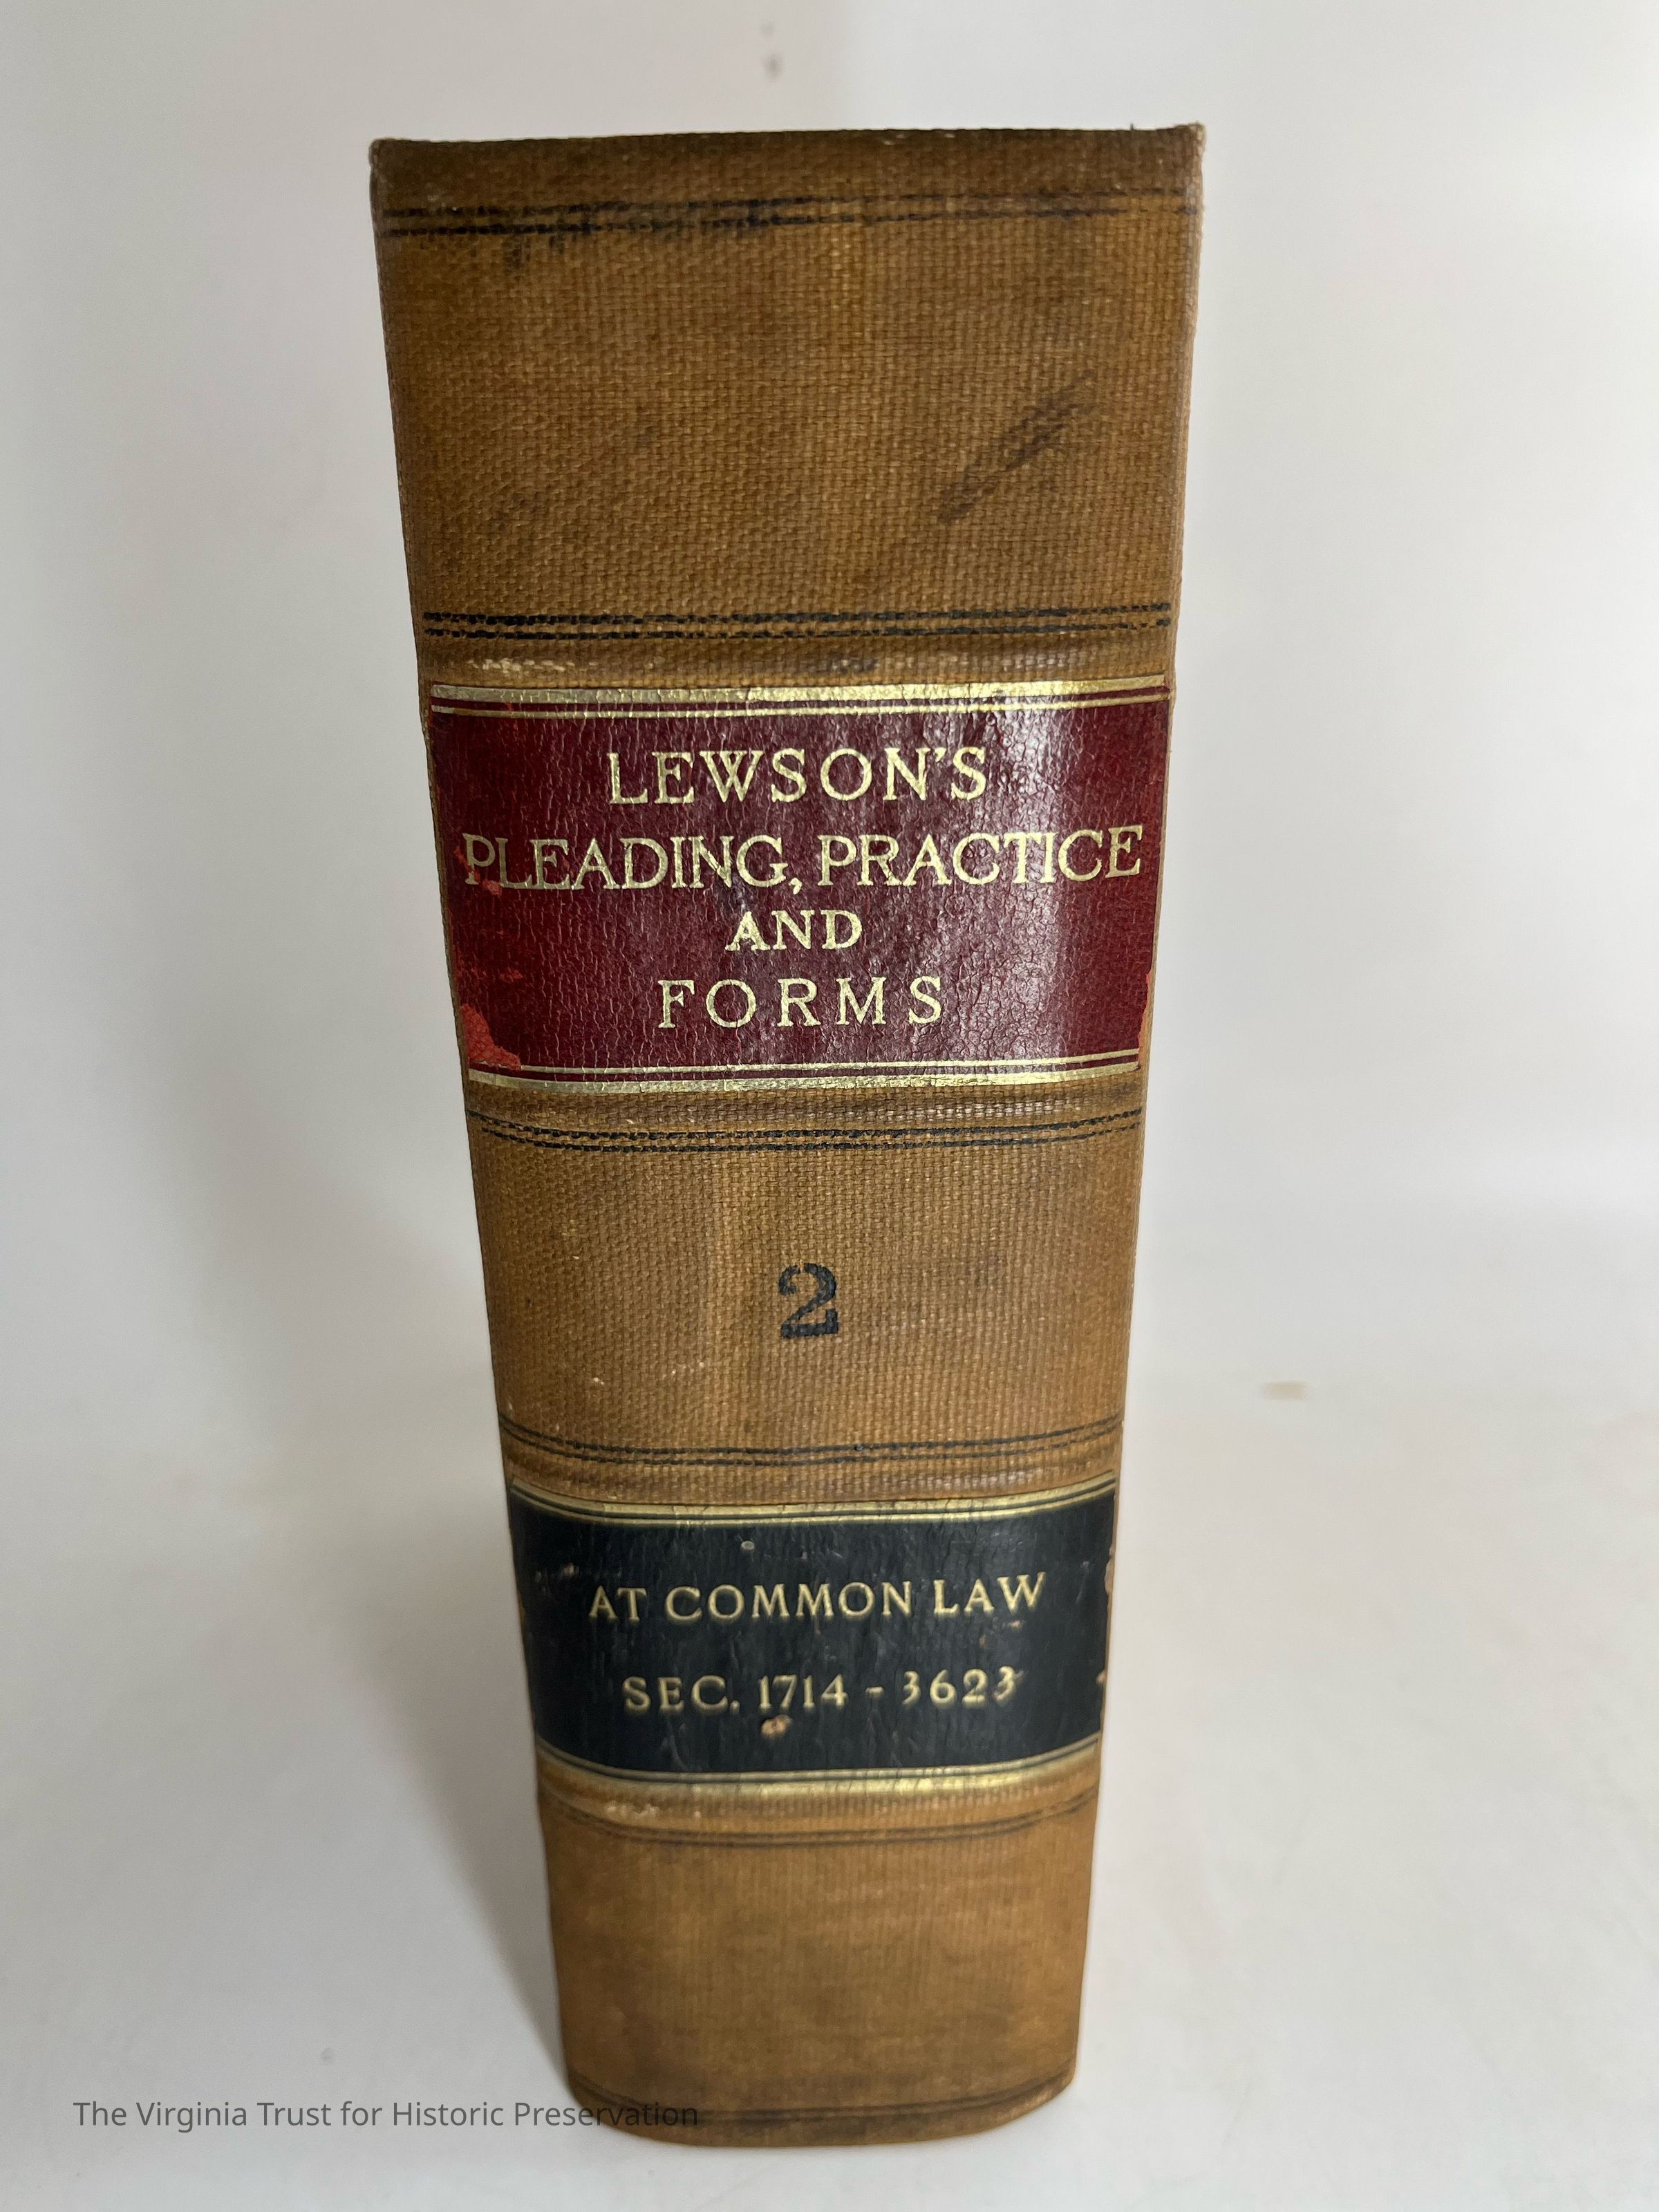 LEWSON'S
PLEADING, PRACTICE
AND
FORMS
2
AT COMMON LAW
SEC. 1714 - 3623
The Virginia Trust for Historic Preservation